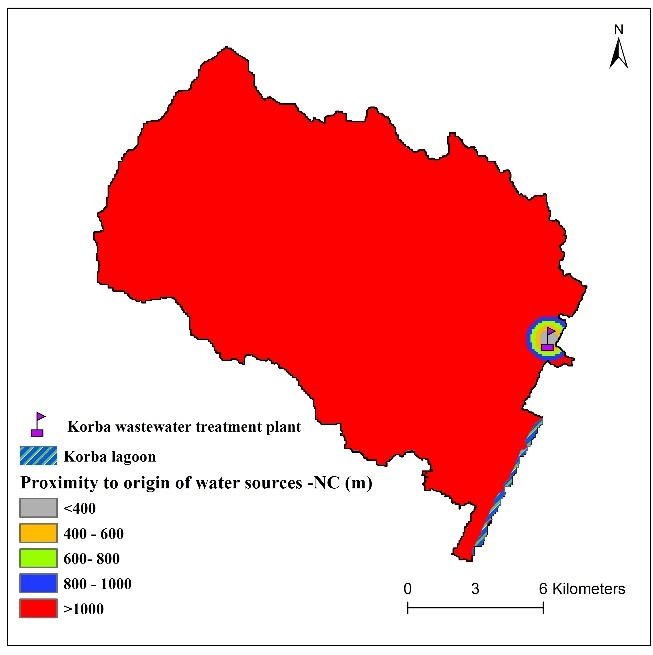 N
Korba wastewater treatment plant
Korba lagoon
Proximity to origin of water sources -NC (m)
<400
400 - 600
600- 800
800 - 1000
>1000
0 3 6 Kilometers